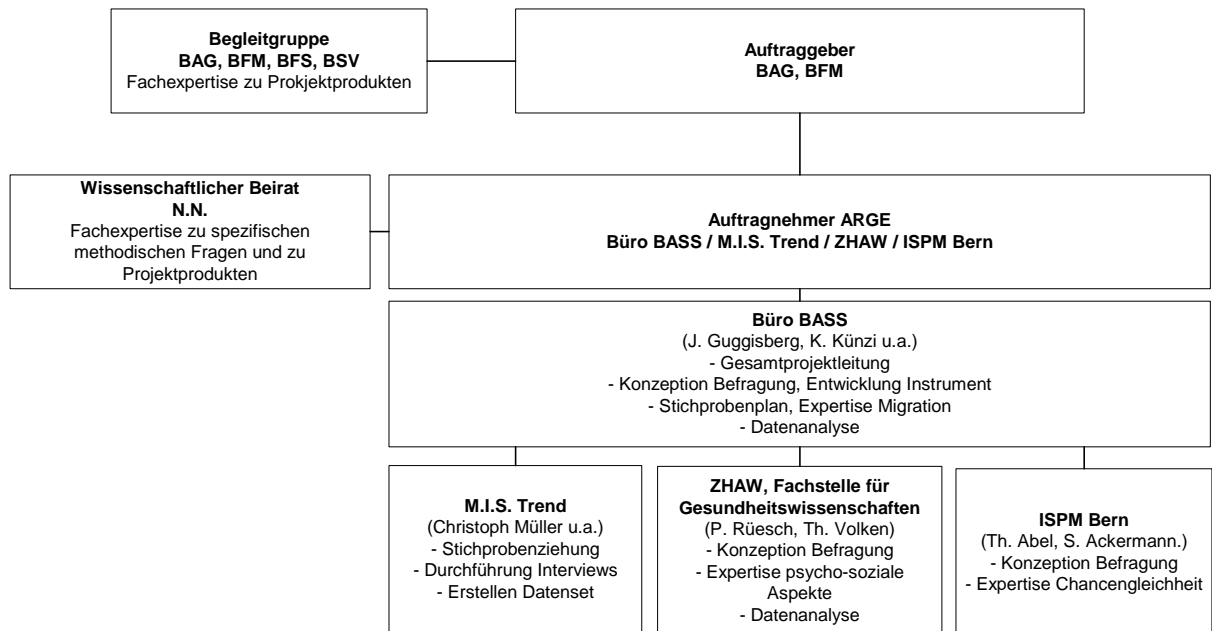 Begleitgruppe
BAG, BFM, BFS, BSV
Fachexpertise zu Prokjektprodukten
Auftraggeber
BAG, BFM
Wissenschaftlicher Beirat
N.N.
Fachexpertise zu spezifischen
methodischen Fragen und zu
Projektprodukten
Auftragnehmer ARGE
Büro BASS / M.I.S. Trend / ZHAW / ISPM Bern
Büro BASS
(J. Guggisberg, K. Künzi u.a.)
- Gesamtprojektleitung
- Konzeption Befragung, Entwicklung Instrument
- Stichprobenplan, Expertise Migration
- Datenanalyse
M.I.S. Trend
(Christoph Müller u.a.)
- Stichprobenziehung
- Durchführung Interviews
- Erstellen Datenset
ZHAW, Fachstelle für
Gesundheitswissenschaften
(P. Rüesch, Th. Volken)
- Konzeption Befragung
- Expertise psycho-soziale
Aspekte
- Datenanalyse
ISPM Bern
(Th. Abel, S. Ackermann.)
- Konzeption Befragung
- Expertise Chancengleichheit